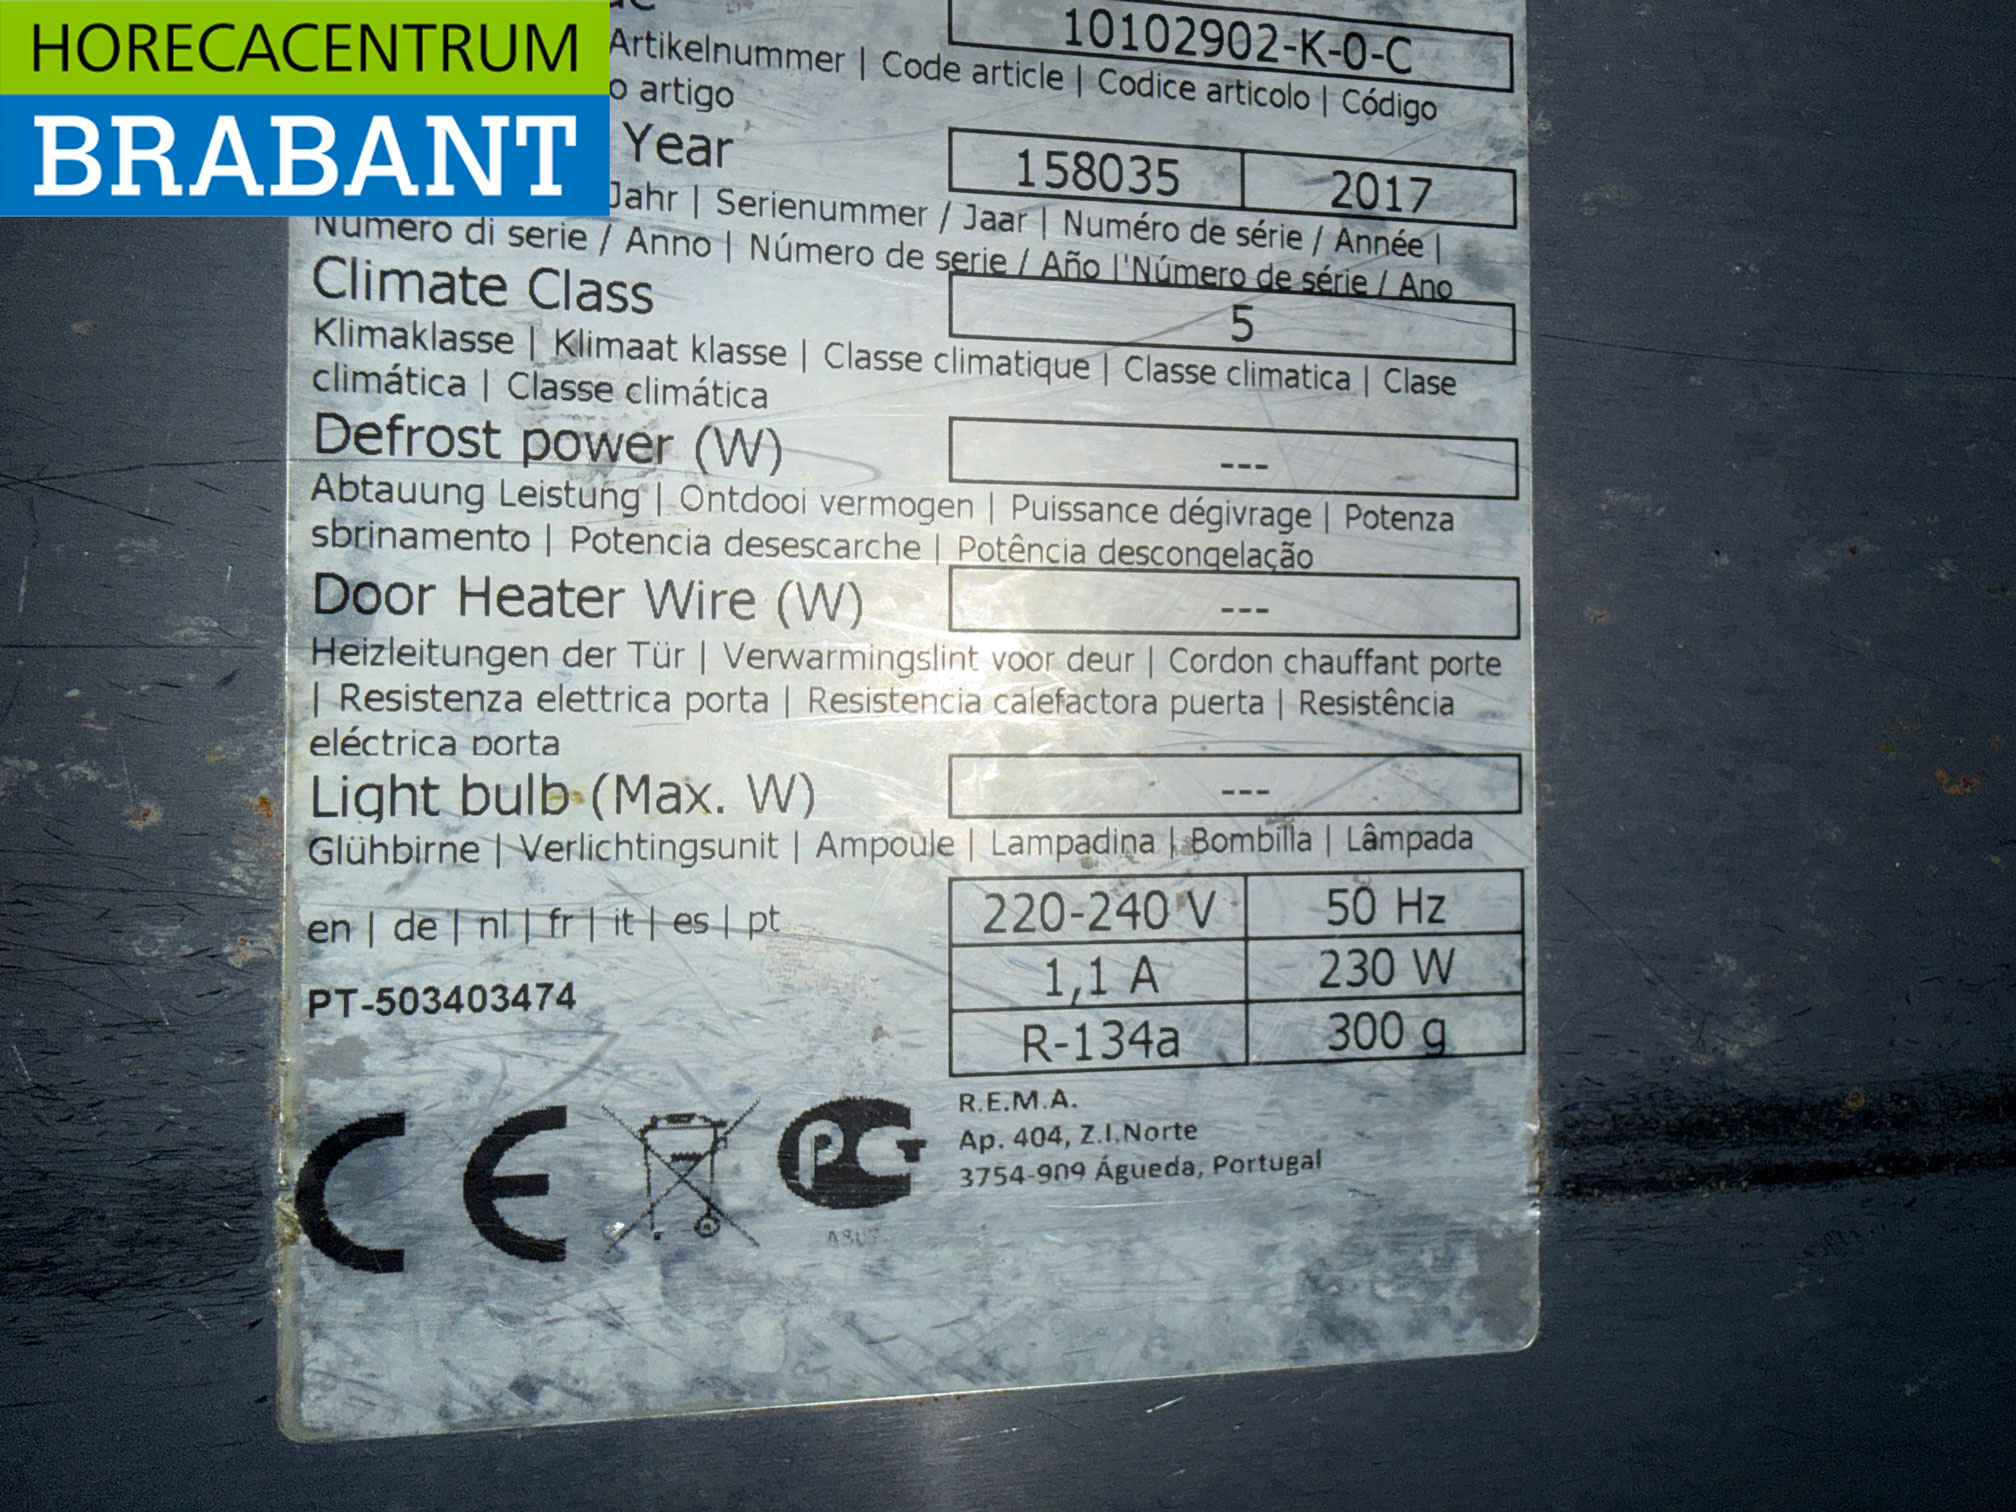 HORECACENTRUM
BRABANT
10102902-K-0-C
Artikelnummer | Code article | Codice articolo | Código
o artigo
Year
158035 2017
Jahr | Serienummer / Jaar | Numéro de série / Année |
Numero di serie / Anno | Número de serie / Año | Número de série / Ano
Climate Class
5
Klimaklasse | Klimaat klasse | Classe climatique | Classe climatica | Clase
climática | Classe climática
Defrost power (W)
---
Abtauung Leistung | Ontdooi vermogen | Puissance dégivrage | Potenza
sbrinamento | Potencia desescarche | Potência descongelação
Door Heater Wire (W)
---
Heizleitungen der Tür | Verwarmingslint voor deur | Cordon chauffant porte
| Resistenza elettrica porta | Resistencia calefactora puerta | Resistência
eléctrica porta
Light bulb (Max. W)
---
Glühbirne | Verlichtingsunit | Ampoule | Lampadina | Bombilla | Lâmpada
en | de | nl | fr | it | es | pt
220-240 V 50 Hz
1,1 A 230 W
R-134a 300 g
PT-503403474
CE
PG
R.E.M.A.
Ap. 404, Z.I.Norte
3754-909 Águeda, Portugal